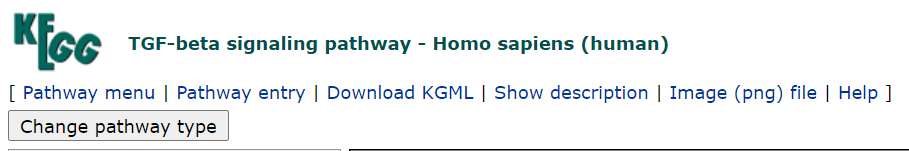 KEGG
TGF-beta signaling pathway - Homo sapiens (human)
[ Pathway menu | Pathway entry | Download KGML | Show description | Image (png) file | Help ]
Change pathway type